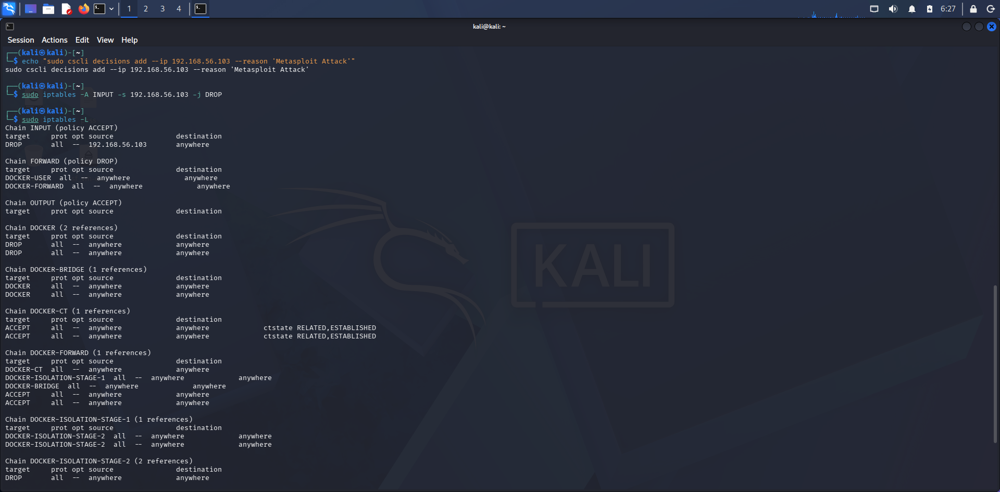 1 2 3 4 6:27
kali@kali: ~
Session Actions Edit View Help
┌──(kali㉿kali)-[~]
└─$ echo "sudo cscli decisions add --ip 192.168.56.103 --reason 'Metasploit Attack'"
sudo cscli decisions add --ip 192.168.56.103 --reason 'Metasploit Attack'
┌──(kali㉿kali)-[~]
└─$ sudo iptables -A INPUT -s 192.168.56.103 -j DROP
┌──(kali㉿kali)-[~]
└─$ sudo iptables -L
Chain INPUT (policy ACCEPT)
target     prot opt source               destination
DROP       all  --  192.168.56.103       anywhere
Chain FORWARD (policy DROP)
target     prot opt source               destination
DOCKER-USER  all  --  anywhere             anywhere
DOCKER-FORWARD  all  --  anywhere             anywhere
Chain OUTPUT (policy ACCEPT)
target     prot opt source               destination
Chain DOCKER (2 references)
target     prot opt source               destination
DROP       all  --  anywhere             anywhere
DROP       all  --  anywhere             anywhere
Chain DOCKER-BRIDGE (1 references)
target     prot opt source               destination
DOCKER     all  --  anywhere             anywhere
DOCKER     all  --  anywhere             anywhere
Chain DOCKER-CT (1 references)
target     prot opt source               destination
ACCEPT     all  --  anywhere             anywhere             ctstate RELATED,ESTABLISHED
ACCEPT     all  --  anywhere             anywhere             ctstate RELATED,ESTABLISHED
Chain DOCKER-FORWARD (1 references)
target     prot opt source               destination
DOCKER-CT  all  --  anywhere             anywhere
DOCKER-ISOLATION-STAGE-1  all  --  anywhere             anywhere
DOCKER-BRIDGE  all  --  anywhere             anywhere
ACCEPT     all  --  anywhere             anywhere
ACCEPT     all  --  anywhere             anywhere
Chain DOCKER-ISOLATION-STAGE-1 (1 references)
target     prot opt source               destination
DOCKER-ISOLATION-STAGE-2  all  --  anywhere             anywhere
DOCKER-ISOLATION-STAGE-2  all  --  anywhere             anywhere
Chain DOCKER-ISOLATION-STAGE-2 (2 references)
target     prot opt source               destination
DROP       all  --  anywhere             anywhere
KALI